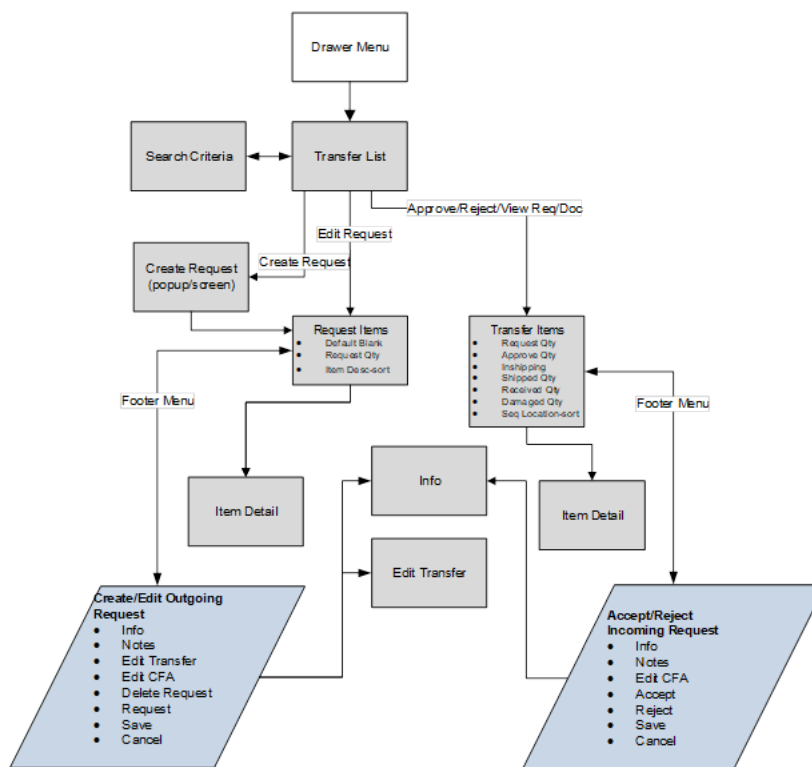 Drawer Menu
Search Criteria
Transfer List
Approve/Reject/View Req/Doc
Edit Request
Create Request
Create Request
(popup/screen)
Request Items
● Default Blank
● Request Qty
● Item Desc-sort
Transfer Items
● Request Qty
● Approve Qty
● Inshipping
● Shipped Qty
● Received Qty
● Damaged Qty
● Seq Location-sort
Footer Menu
Footer Menu
Info
Item Detail
Item Detail
Edit Transfer
Create/Edit Outgoing
Request
● Info
● Notes
● Edit Transfer
● Edit CFA
● Delete Request
● Request
● Save
● Cancel
Accept/Reject
Incoming Request
● Info
● Notes
● Edit CFA
● Accept
● Reject
● Save
● Cancel